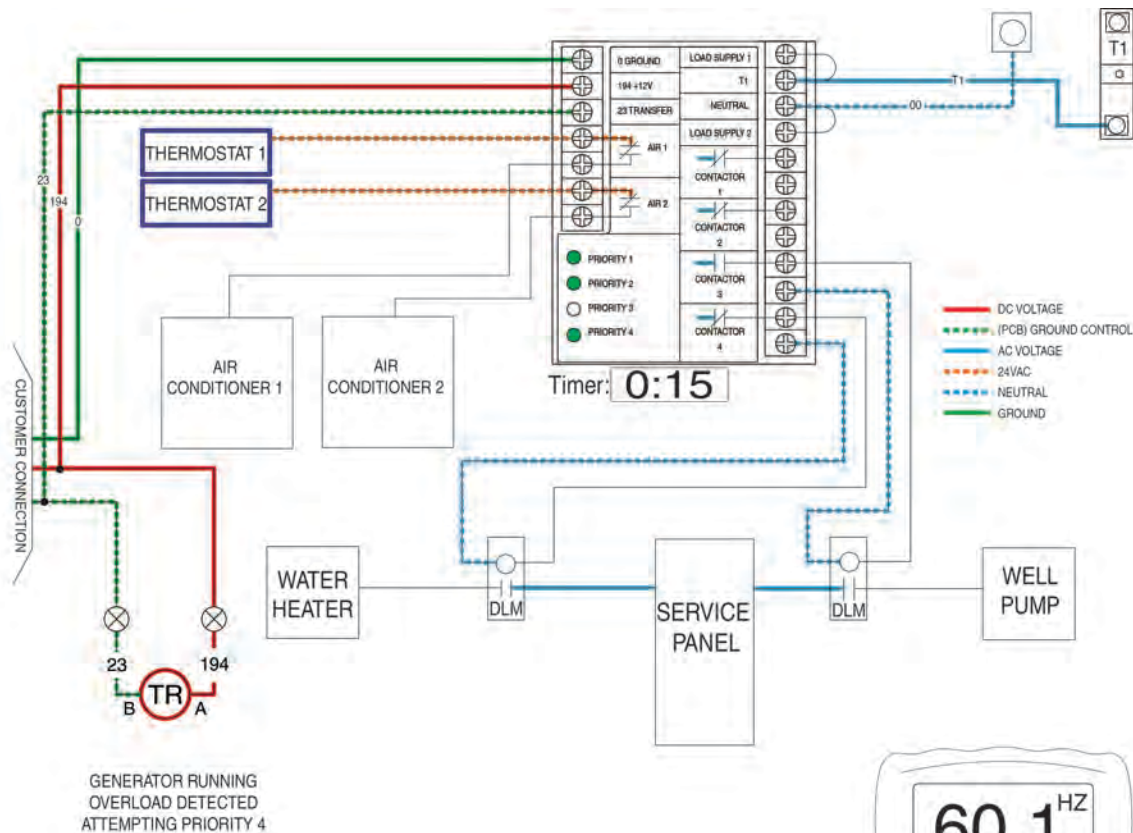 0 GROUND
194 +12V
23 TRANSFER
AIR 1
AIR 2
PRIORITY 1
PRIORITY 2
PRIORITY 3
PRIORITY 4
LOAD SUPPLY 1
T1
NEUTRAL
LOAD SUPPLY 2
CONTACTOR
1
CONTACTOR
2
CONTACTOR
3
CONTACTOR
4
Timer: 0:15
T1
00
T1
THERMOSTAT 1
THERMOSTAT 2
23
194
0
AIR
CONDITIONER 1
AIR
CONDITIONER 2
DC VOLTAGE
(PCB) GROUND CONTROL
AC VOLTAGE
24VAC
NEUTRAL
GROUND
CUSTOMER CONNECTION
WATER
HEATER
DLM
SERVICE
PANEL
DLM
WELL
PUMP
23
194
B
TR
A
GENERATOR RUNNING
OVERLOAD DETECTED
ATTEMPTING PRIORITY 4
60.1 HZ